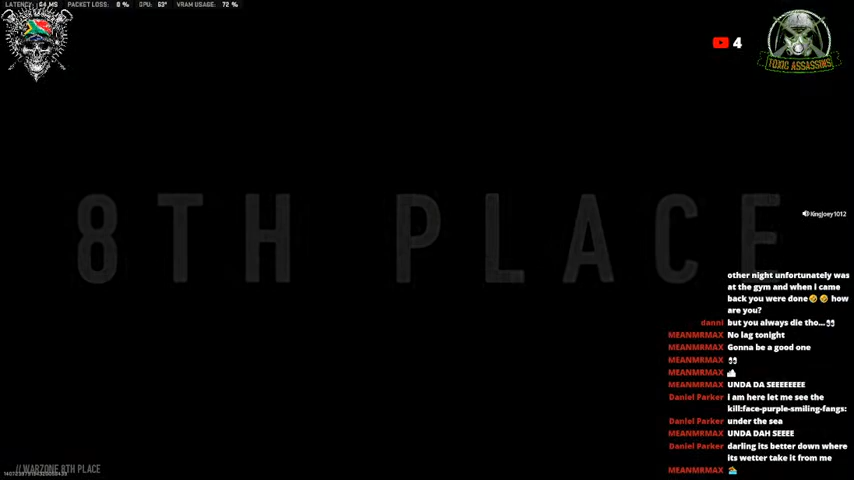 LATENCY: 64 MS PACKET LOSS: 0 % GPU: 63° VRAM USAGE: 72 %
4
TOXIC ASSASSINS
8TH PLACE
KingJoey1012
other night unfortunately was
at the gym and when i came
back you were done🤣 🤣 how
are you?
danni but you always die tho...👀
MEANMRMAX No lag tonight
MEANMRMAX Gonna be a good one
MEANMRMAX 👀
MEANMRMAX
MEANMRMAX UNDA DA SEEEEEEEE
Daniel Parker i am here let me see the
kill:face-purple-smiling-fangs:
Daniel Parker under the sea
MEANMRMAX UNDA DAH SEEEE
Daniel Parker darling its better down where
its wetter take it from me
MEANMRMAX
// WARZONE 8TH PLACE